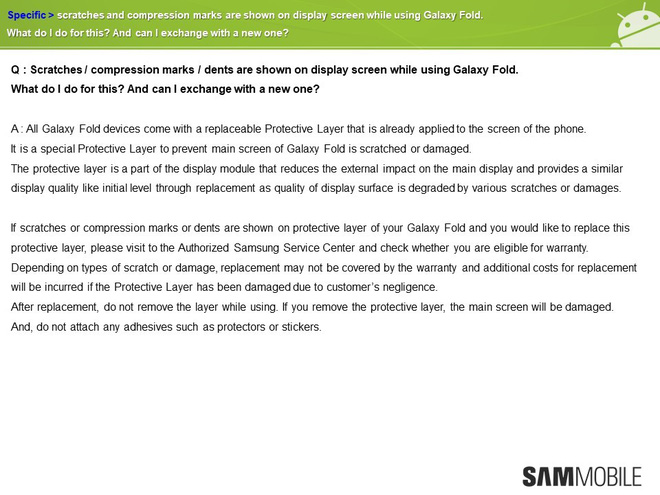 Specific > scratches and compression marks are shown on display screen while using Galaxy Fold.
What do I do for this? And can I exchange with a new one?
Q : Scratches / compression marks / dents are shown on display screen while using Galaxy Fold.
What do I do for this? And can I exchange with a new one?
A : All Galaxy Fold devices come with a replaceable Protective Layer that is already applied to the screen of the phone.
It is a special Protective Layer to prevent main screen of Galaxy Fold is scratched or damaged.
The protective layer is a part of the display module that reduces the external impact on the main display and provides a similar
display quality like initial level through replacement as quality of display surface is degraded by various scratches or damages.
If scratches or compression marks or dents are shown on protective layer of your Galaxy Fold and you would like to replace this
protective layer, please visit to the Authorized Samsung Service Center and check whether you are eligible for warranty.
Depending on types of scratch or damage, replacement may not be covered by the warranty and additional costs for replacement
will be incurred if the Protective Layer has been damaged due to customer's negligence.
After replacement, do not remove the layer while using. If you remove the protective layer, the main screen will be damaged.
And, do not attach any adhesives such as protectors or stickers.
SAMMOBILE